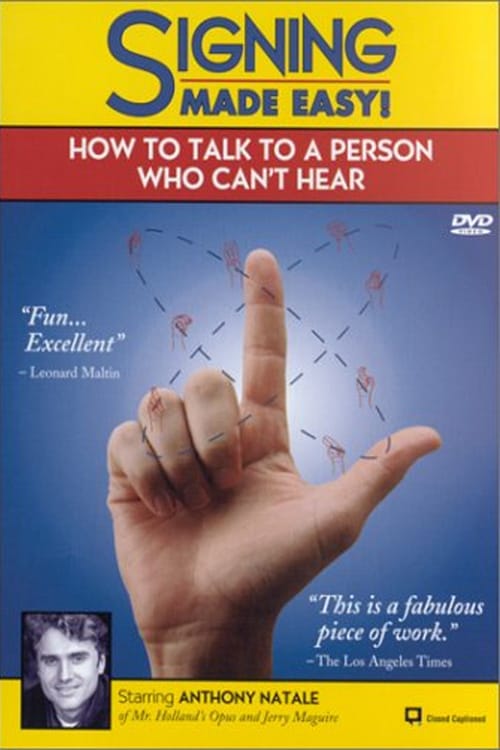 SIGNING
MADE EASY!
HOW TO TALK TO A PERSON
WHO CAN'T HEAR
DVD
VIDEO
"Fun...
Excellent"
– Leonard Maltin
"This is a fabulous
piece of work."
– The Los Angeles Times
Starring ANTHONY NATALE
of Mr. Holland's Opus and Jerry Maguire
Closed Captioned